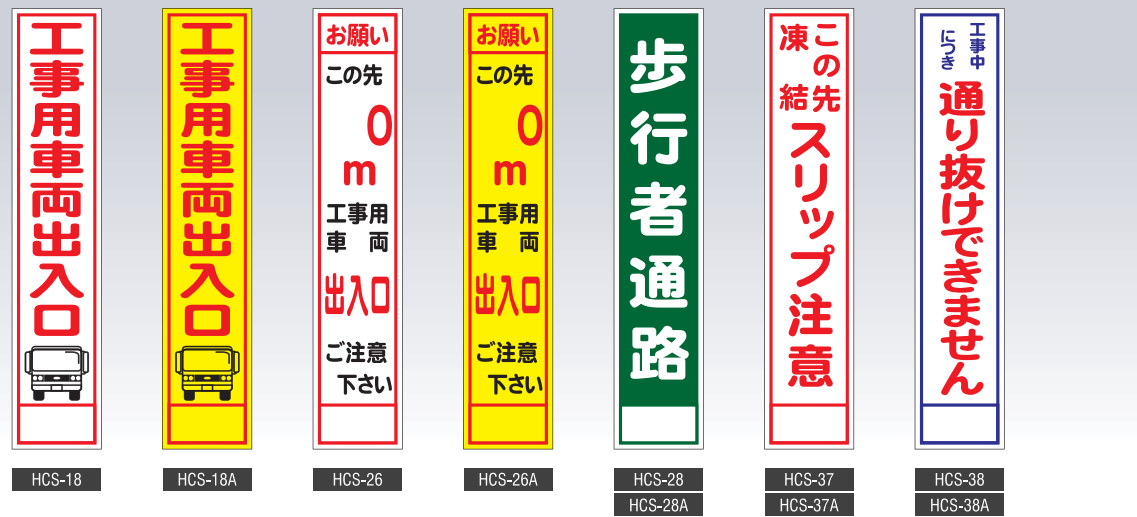 工事用車両出入口
HCS-18
工事用車両出入口
HCS-18A
お願い
この先
0
m
工事用
車 両
出入口
ご注意
下さい
HCS-26
お願い
この先
0
m
工事用
車 両
出入口
ご注意
下さい
HCS-26A
歩行者通路
HCS-28
HCS-28A
この先
凍結
スリップ注意
HCS-37
HCS-37A
工事中
につき
通り抜けできません
HCS-38
HCS-38A